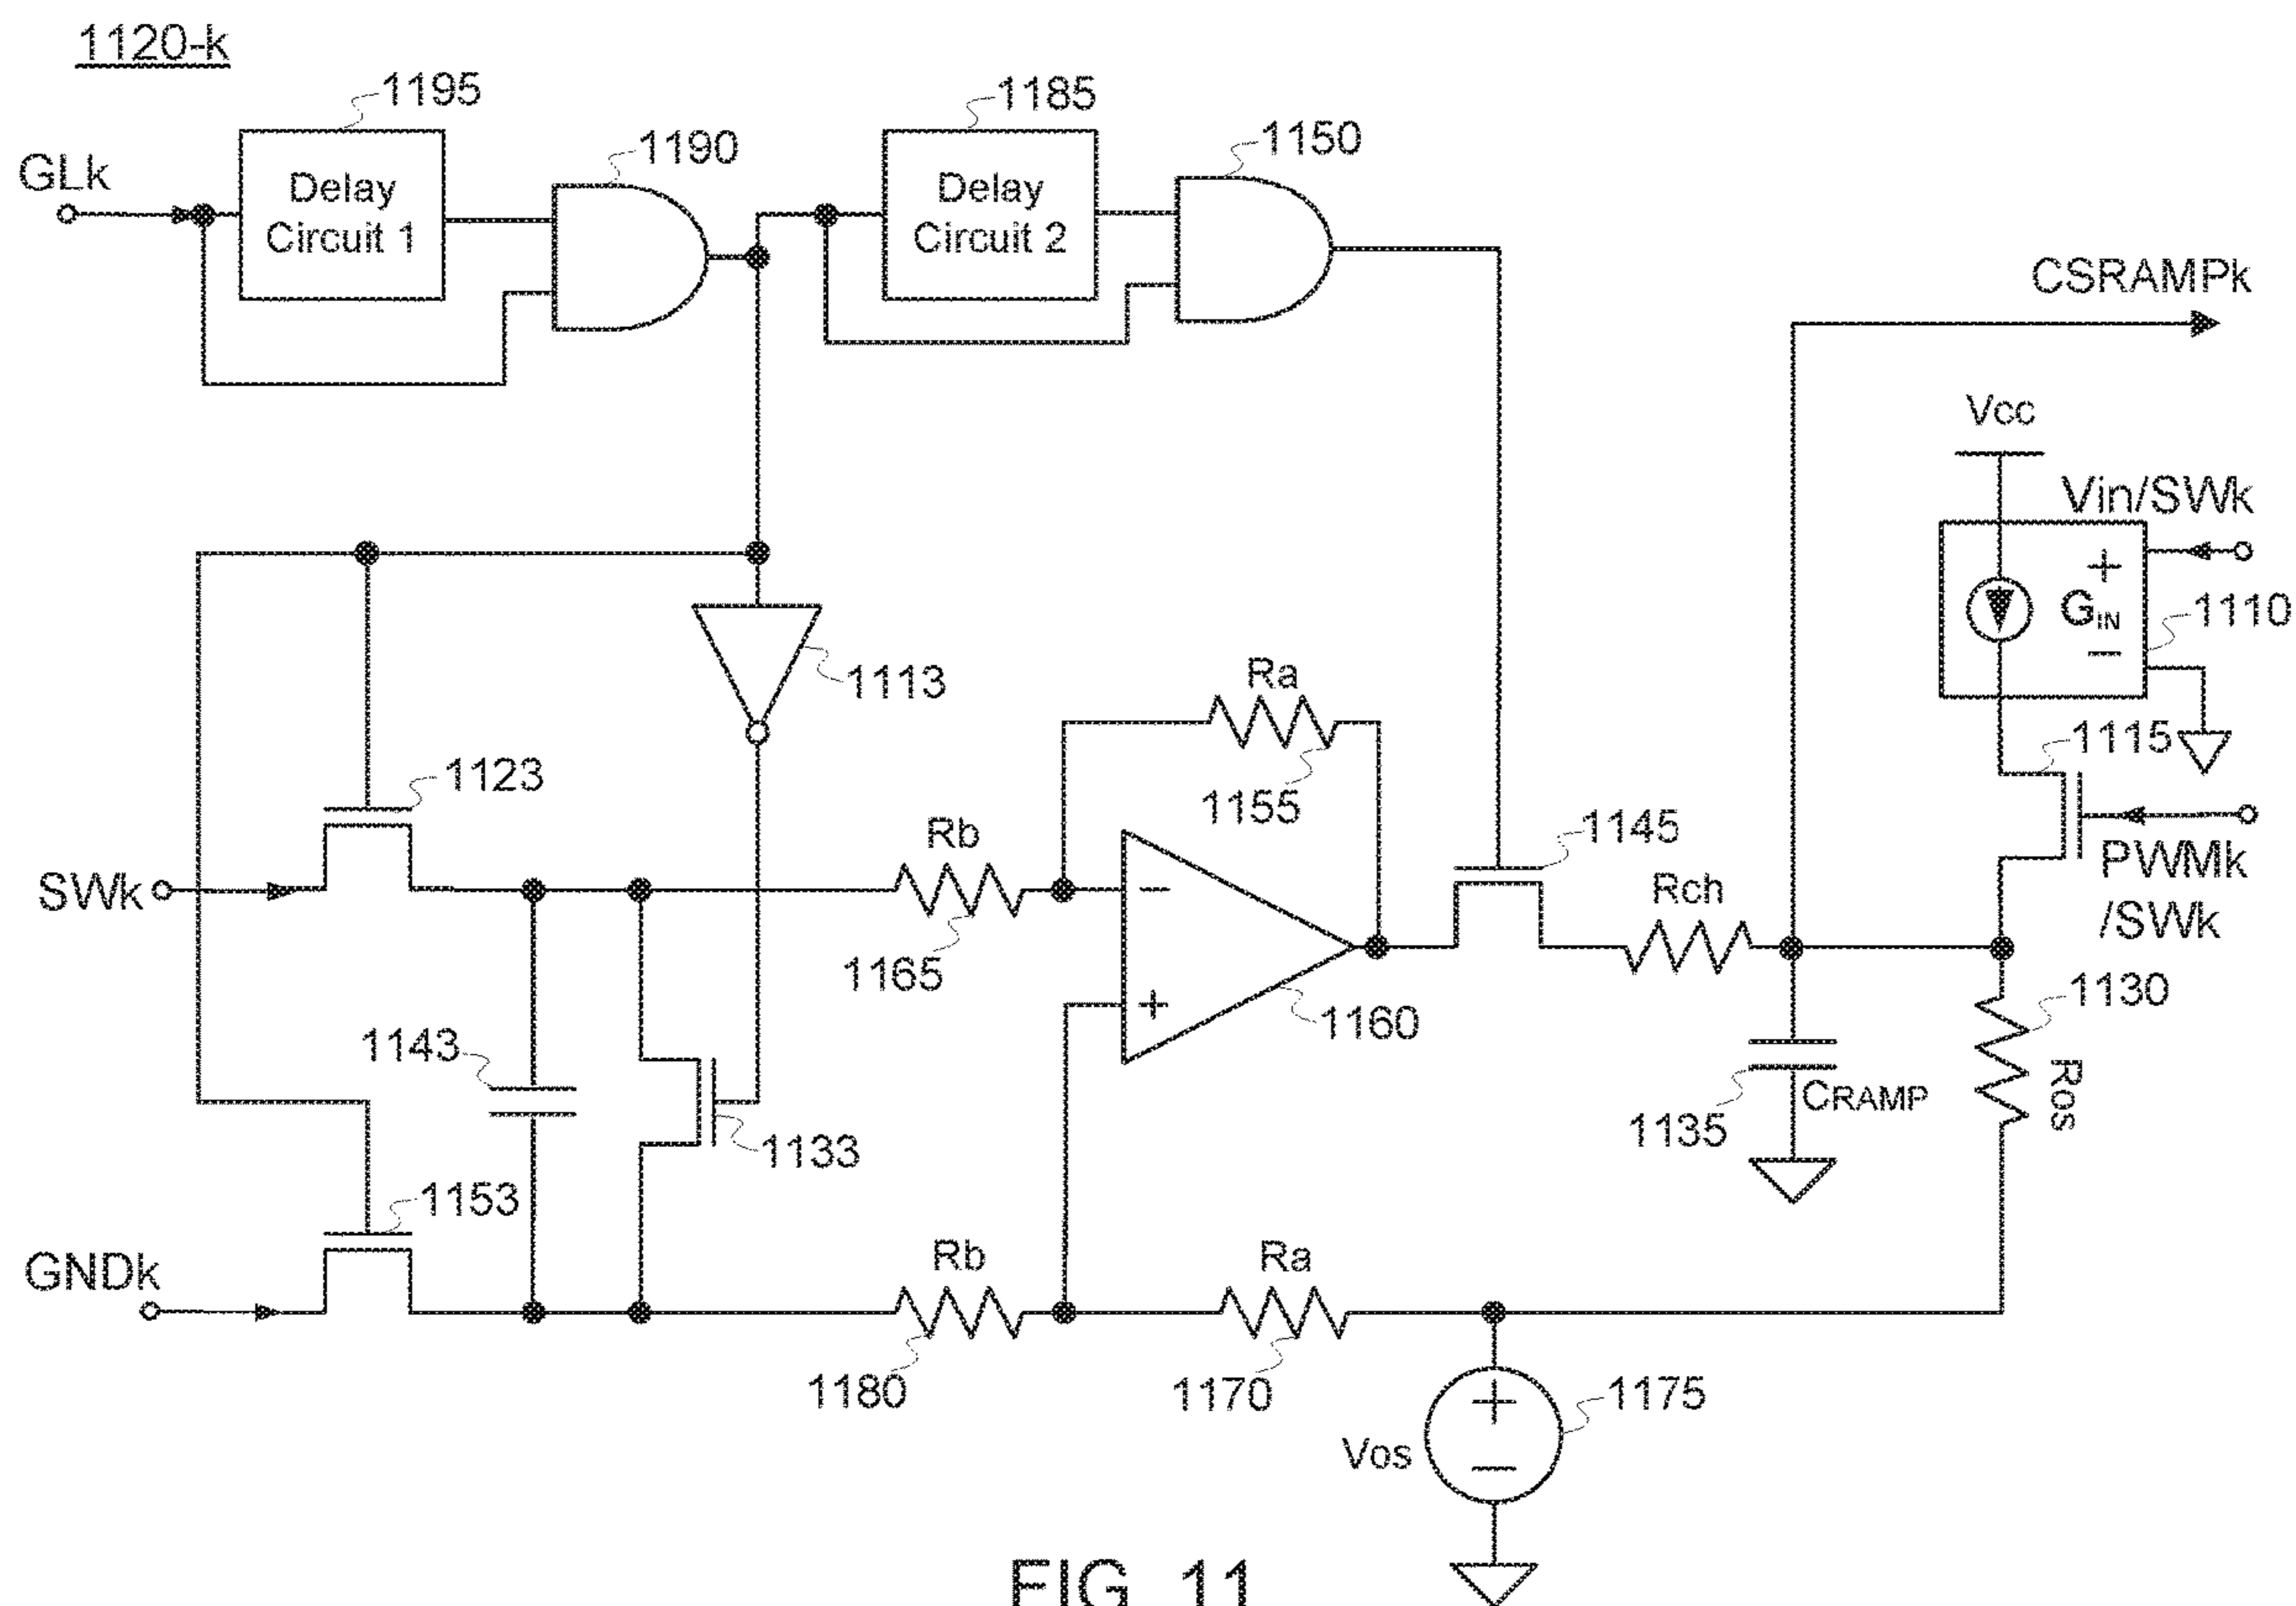 1120-k
1195
1185
1190
1150
GLk
Delay
Circuit 1
Delay
Circuit 2
CSRAMPk
Vcc
Vin/SWk
+
GIN
−
1110
1113
Ra
1115
1123
1155
Rb
1145
PWMk
/SWk
SWk
−
Rch
1165
+
1160
1130
1143
CRAMP
Ros
1135
1133
1153
GNDk
Rb
Ra
1180
1170
+
1175
Vos
−
FIG. 11